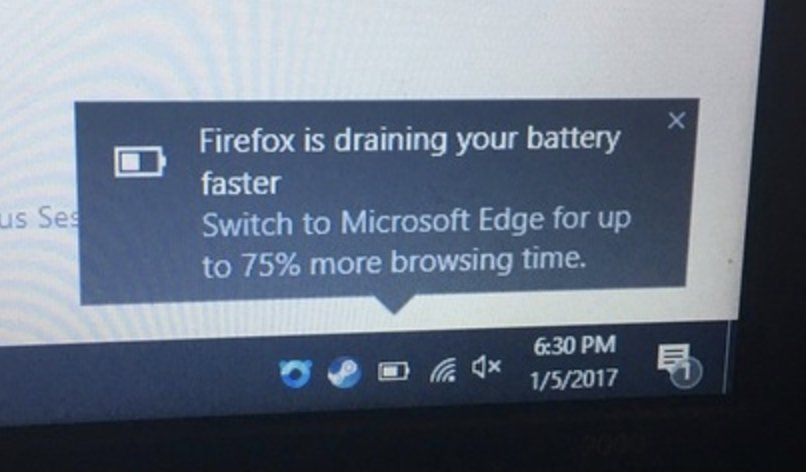 Firefox is draining your battery
faster
Switch to Microsoft Edge for up
to 75% more browsing time.
us Ses
6:30 PM
1/5/2017
1